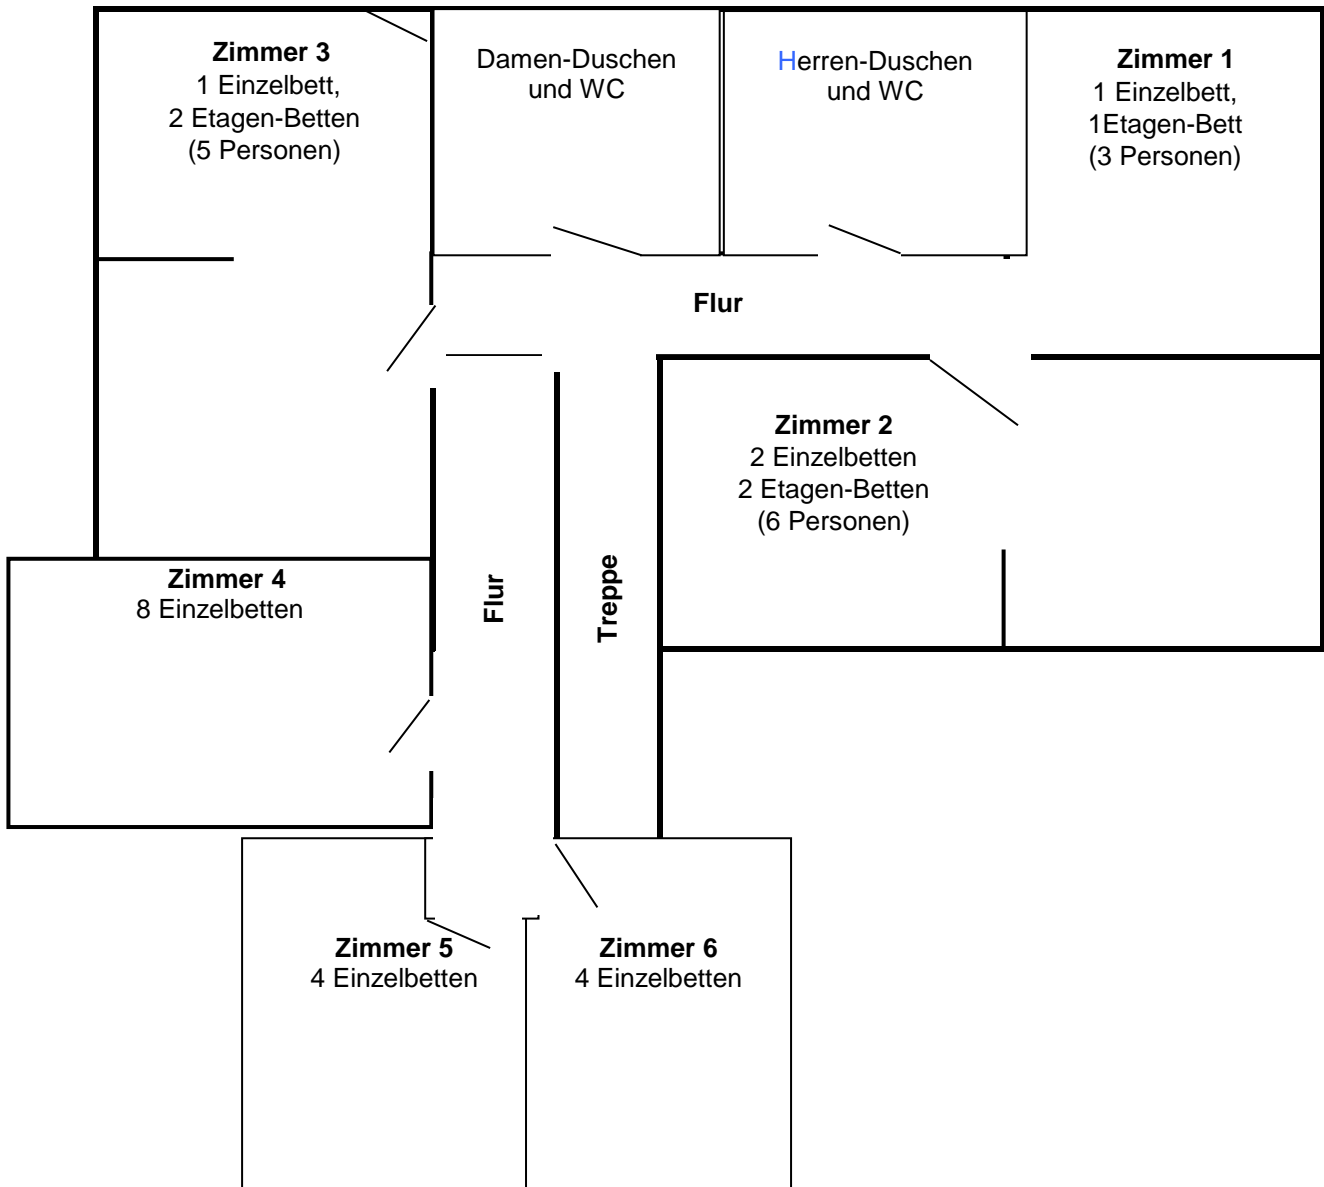 Zimmer 3
1 Einzelbett,
2 Etagen-Betten
(5 Personen)
Damen-Duschen
und WC
Herren-Duschen
und WC
Zimmer 1
1 Einzelbett,
1Etagen-Bett
(3 Personen)
Flur
Zimmer 2
2 Einzelbetten
2 Etagen-Betten
(6 Personen)
Zimmer 4
8 Einzelbetten
Flur
Treppe
Zimmer 5
4 Einzelbetten
Zimmer 6
4 Einzelbetten